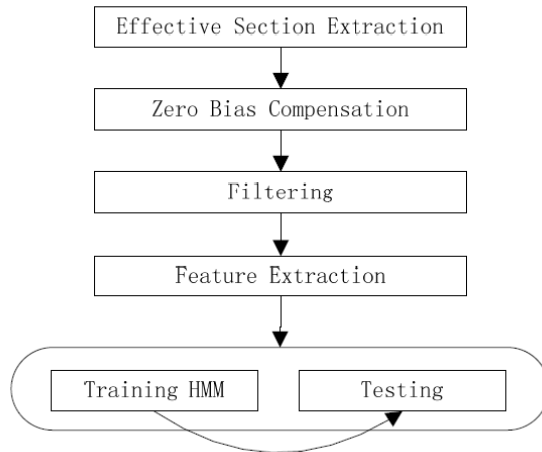 Effective Section Extraction
Zero Bias Compensation
Filtering
Feature Extraction
Training HMM
Testing